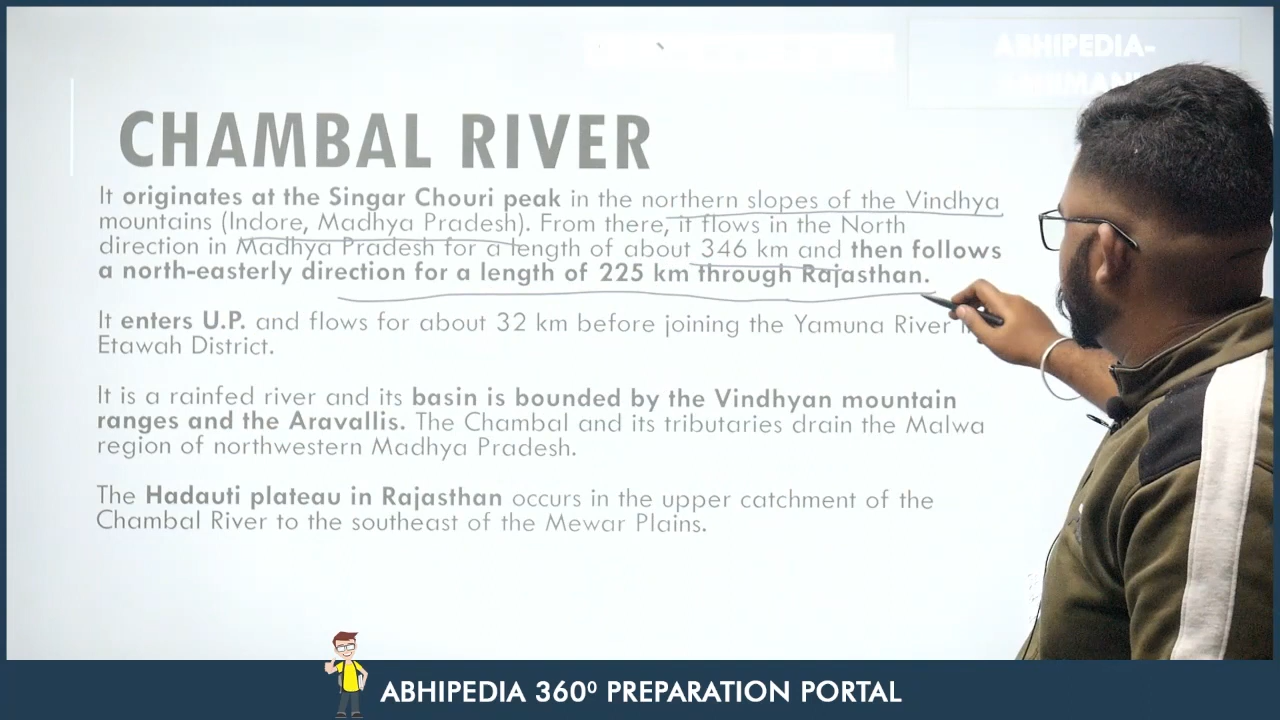 ABHIPEDIA-
CHAMBAL RIVER
It originates at the Singar Chouri peak in the northern slopes of the Vindhya
mountains (Indore, Madhya Pradesh). From there, it flows in the North
direction in Madhya Pradesh for a length of about 346 km and then follows
a north-easterly direction for a length of 225 km through Rajasthan.
It enters U.P. and flows for about 32 km before joining the Yamuna River
Etawah District.
It is a rainfed river and its basin is bounded by the Vindhyan mountain
ranges and the Aravallis. The Chambal and its tributaries drain the Malwa
region of northwestern Madhya Pradesh.
The Hadauti plateau in Rajasthan occurs in the upper catchment of the
Chambal River to the southeast of the Mewar Plains.
ABHIPEDIA 360⁰ PREPARATION PORTAL